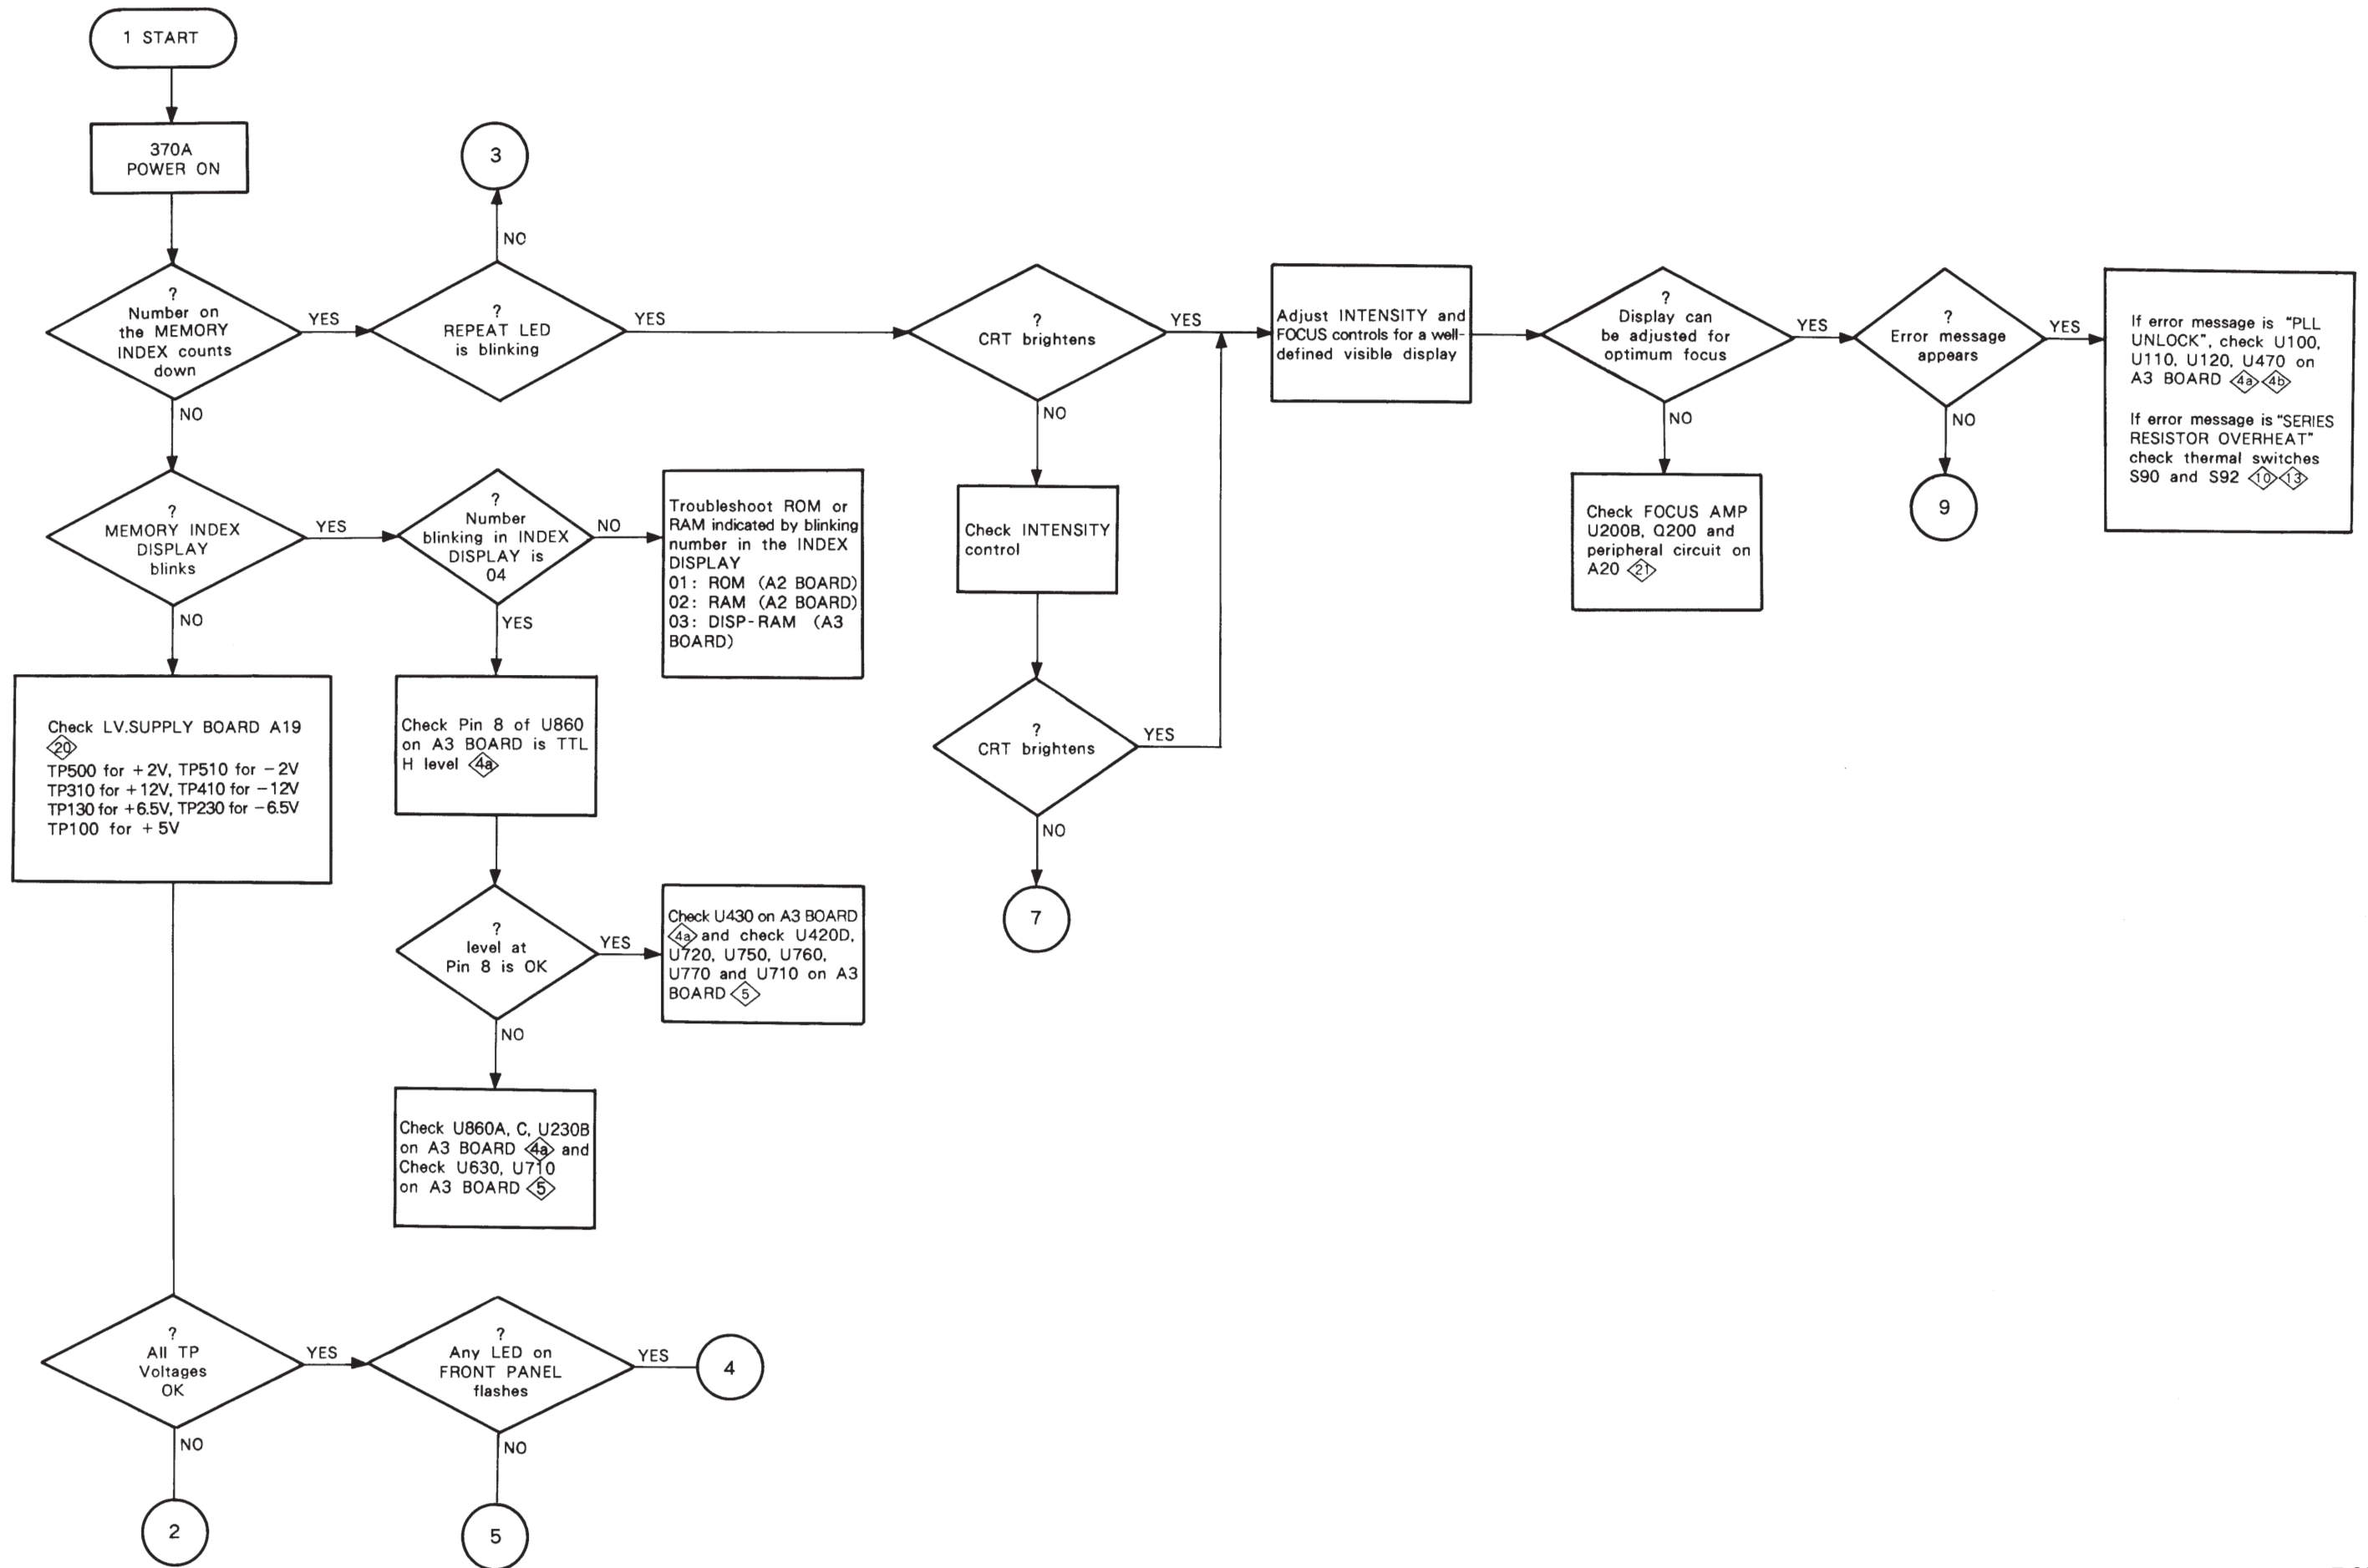 1 START
370A
POWER ON
?
Number on
the MEMORY
INDEX counts
down
YES
NO
3
NO
?
REPEAT LED
is blinking
YES
?
CRT brightens
YES
NO
Adjust INTENSITY and
FOCUS controls for a well-
defined visible display
?
Display can
be adjusted for
optimum focus
YES
NO
?
Error message
appears
YES
NO
If error message is "PLL
UNLOCK", check U100,
U110, U120, U470 on
A3 BOARD 4a 4b
If error message is "SERIES
RESISTOR OVERHEAT"
check thermal switches
S90 and S92 10 13
?
MEMORY INDEX
DISPLAY
blinks
YES
NO
?
Number
blinking in INDEX
DISPLAY is
04
NO
YES
Troubleshoot ROM or
RAM indicated by blinking
number in the INDEX
DISPLAY
01: ROM (A2 BOARD)
02: RAM (A2 BOARD)
03: DISP-RAM (A3
BOARD)
Check INTENSITY
control
Check FOCUS AMP
U200B, Q200 and
peripheral circuit on
A20 21
9
Check LV.SUPPLY BOARD A19
20
TP500 for +2V, TP510 for -2V
TP310 for +12V, TP410 for -12V
TP130 for +6.5V, TP230 for -6.5V
TP100 for +5V
Check Pin 8 of U860
on A3 BOARD is TTL
H level 4a
?
CRT brightens
YES
NO
7
?
level at
Pin 8 is OK
YES
NO
Check U430 on A3 BOARD
4a and check U420D,
U720, U750, U760,
U770 and U710 on A3
BOARD 5
Check U860A, C, U230B
on A3 BOARD 4a and
Check U630, U710
on A3 BOARD 5
?
All TP
Voltages
OK
YES
NO
?
Any LED on
FRONT PANEL
flashes
YES
NO
4
2
5